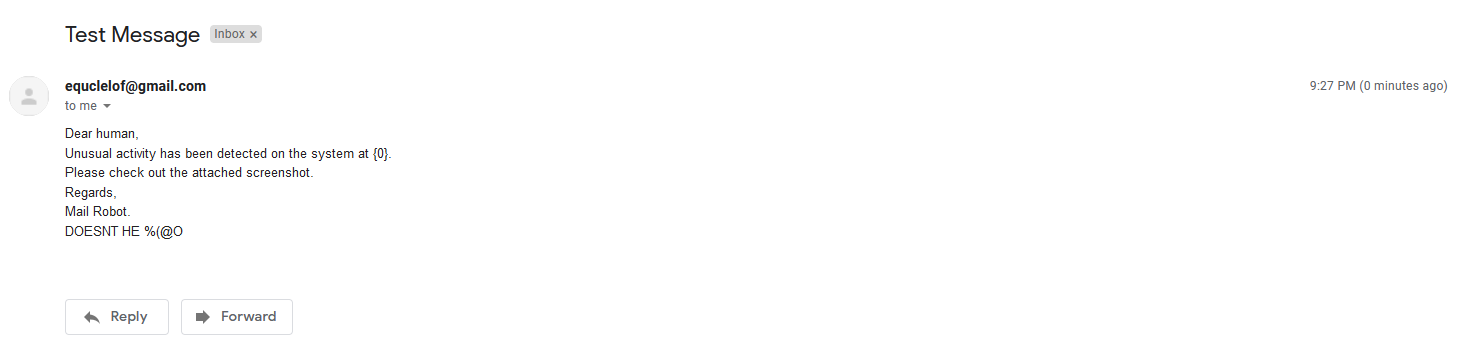 Test Message Inbox ×
equclelof@gmail.com 9:27 PM (0 minutes ago)
to me
Dear human,
Unusual activity has been detected on the system at {0}.
Please check out the attached screenshot.
Regards,
Mail Robot.
DOESNT HE %(@O
Reply Forward